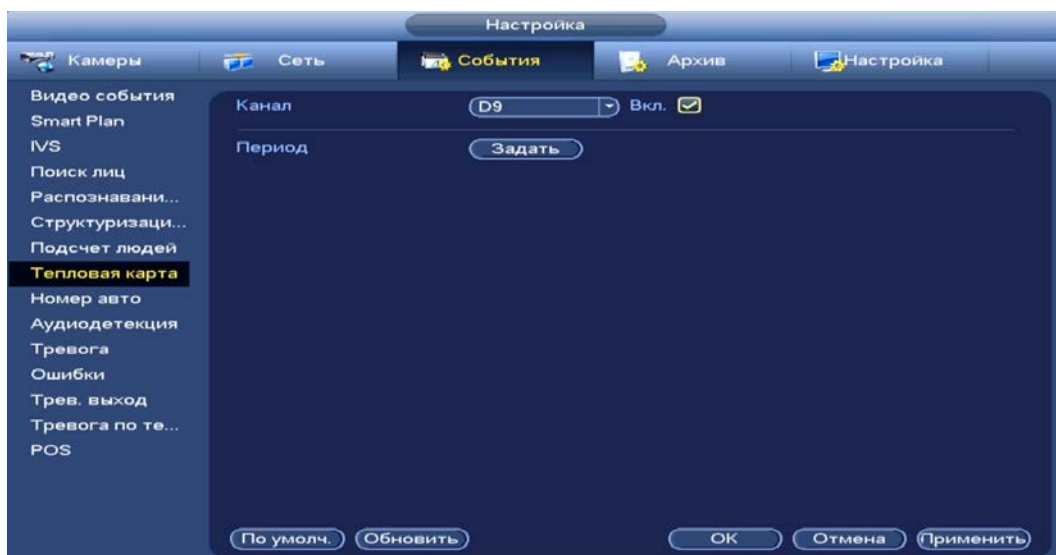 Настройка
Камеры Сеть События Архив Настройка
Видео события
Smart Plan
IVS
Поиск лиц
Распознавани...
Структуризаци...
Подсчет людей
Тепловая карта
Номер авто
Аудиодетекция
Тревога
Ошибки
Трев. выход
Тревога по те...
POS
Канал D9 Вкл.
Период Задать
По умолч. Обновить OK Отмена Применить